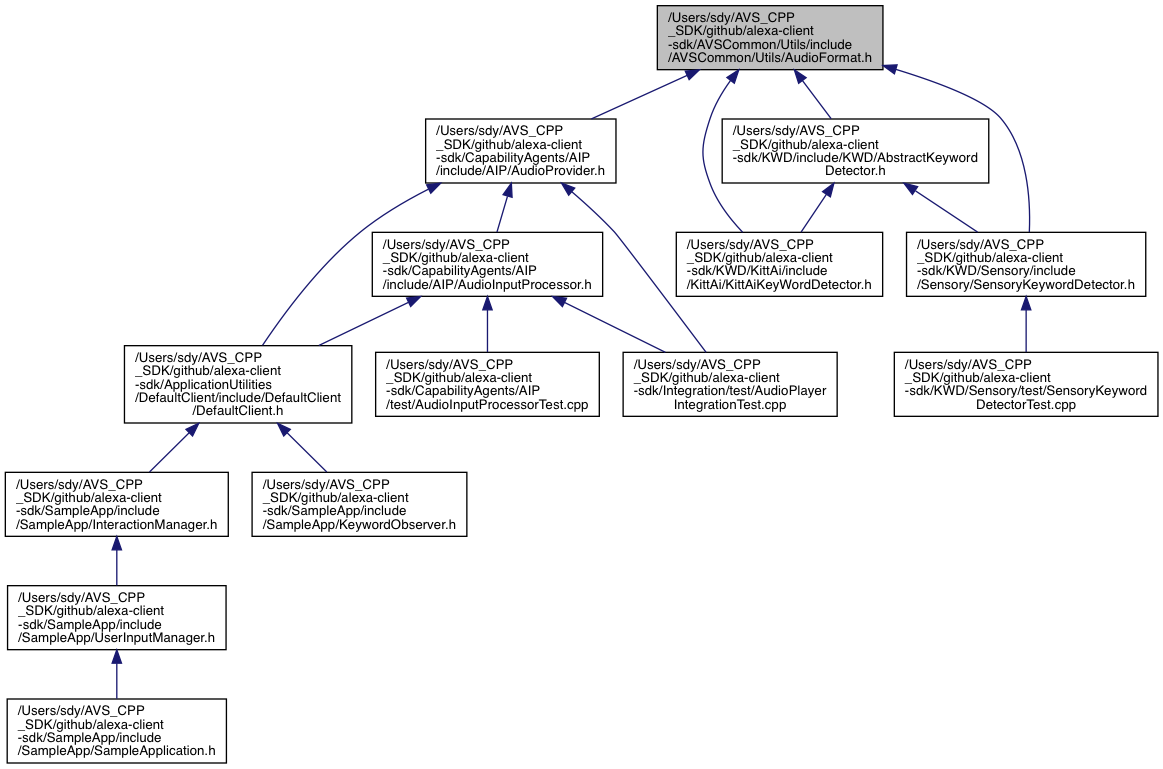 /Users/sdy/AVS_CPP
_SDK/github/alexa-client
-sdk/AVSCommon/Utils/include
/AVSCommon/Utils/AudioFormat.h
/Users/sdy/AVS_CPP
_SDK/github/alexa-client
-sdk/CapabilityAgents/AIP
/include/AIP/AudioProvider.h
/Users/sdy/AVS_CPP
_SDK/github/alexa-client
-sdk/KWD/include/KWD/AbstractKeyword
Detector.h
/Users/sdy/AVS_CPP
_SDK/github/alexa-client
-sdk/CapabilityAgents/AIP
/include/AIP/AudioInputProcessor.h
/Users/sdy/AVS_CPP
_SDK/github/alexa-client
-sdk/KWD/KittAi/include
/KittAi/KittAiKeyWordDetector.h
/Users/sdy/AVS_CPP
_SDK/github/alexa-client
-sdk/KWD/Sensory/include
/Sensory/SensoryKeywordDetector.h
/Users/sdy/AVS_CPP
_SDK/github/alexa-client
-sdk/ApplicationUtilities
/DefaultClient/include/DefaultClient
/DefaultClient.h
/Users/sdy/AVS_CPP
_SDK/github/alexa-client
-sdk/CapabilityAgents/AIP
/test/AudioInputProcessorTest.cpp
/Users/sdy/AVS_CPP
_SDK/github/alexa-client
-sdk/Integration/test/AudioPlayer
IntegrationTest.cpp
/Users/sdy/AVS_CPP
_SDK/github/alexa-client
-sdk/KWD/Sensory/test/SensoryKeyword
DetectorTest.cpp
/Users/sdy/AVS_CPP
_SDK/github/alexa-client
-sdk/SampleApp/include
/SampleApp/InteractionManager.h
/Users/sdy/AVS_CPP
_SDK/github/alexa-client
-sdk/SampleApp/include
/SampleApp/KeywordObserver.h
/Users/sdy/AVS_CPP
_SDK/github/alexa-client
-sdk/SampleApp/include
/SampleApp/UserInputManager.h
/Users/sdy/AVS_CPP
_SDK/github/alexa-client
-sdk/SampleApp/include
/SampleApp/SampleApplication.h